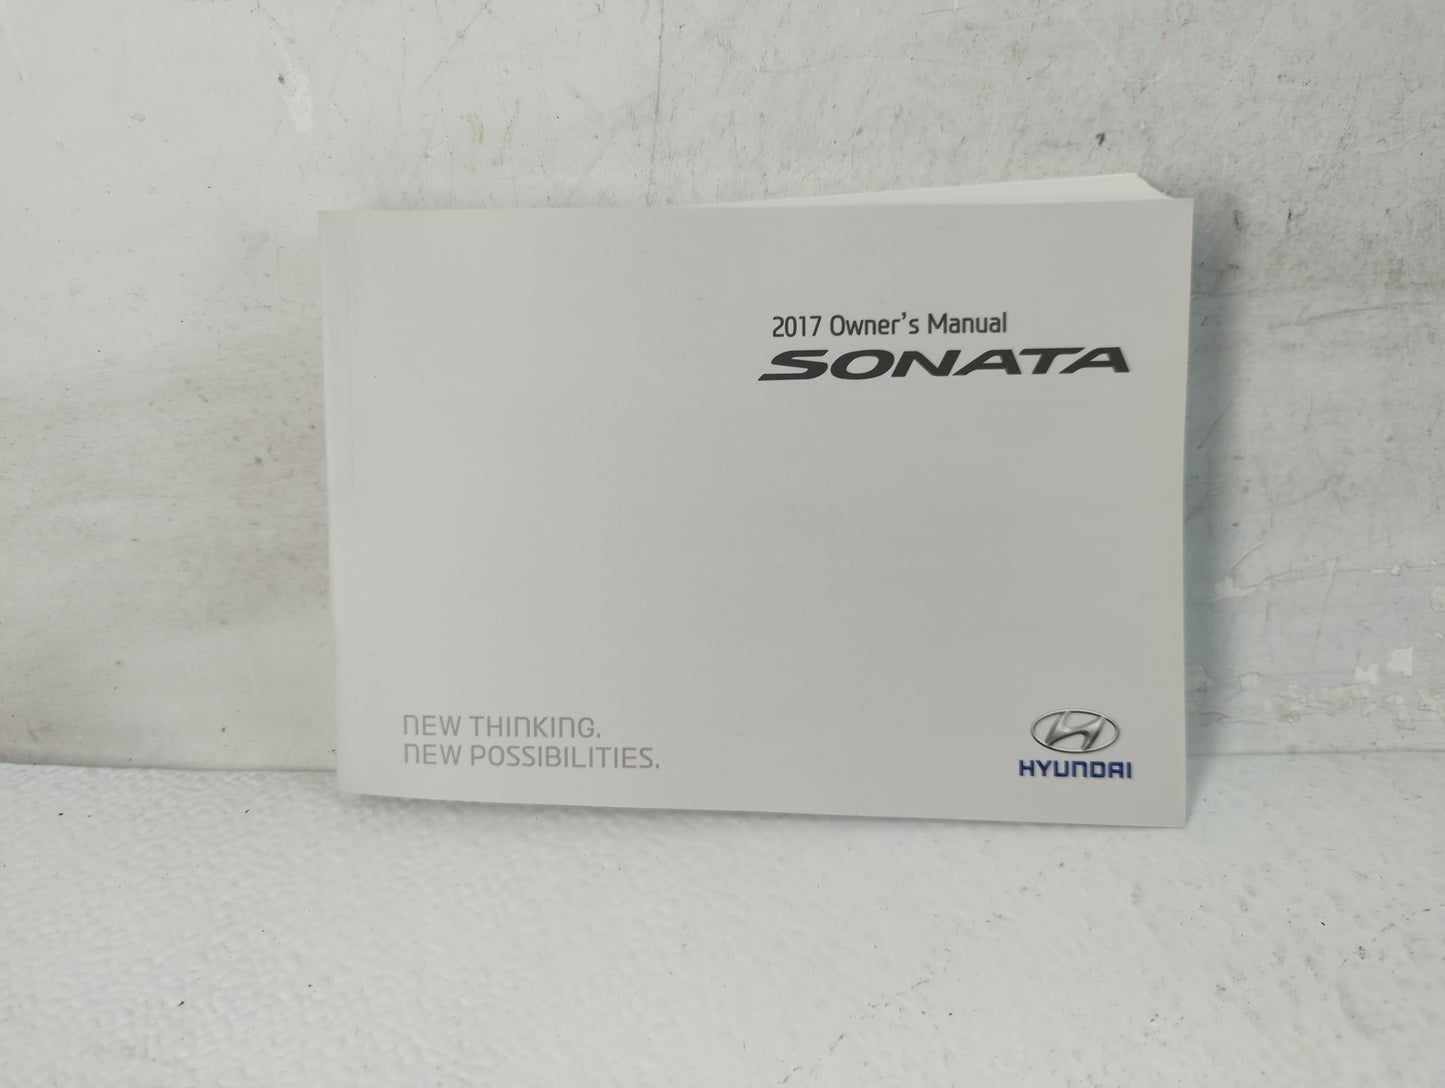 2017 Owner's Manual
SONATA
NEW THINKING.
NEW POSSIBILITIES.
HYUNDAI